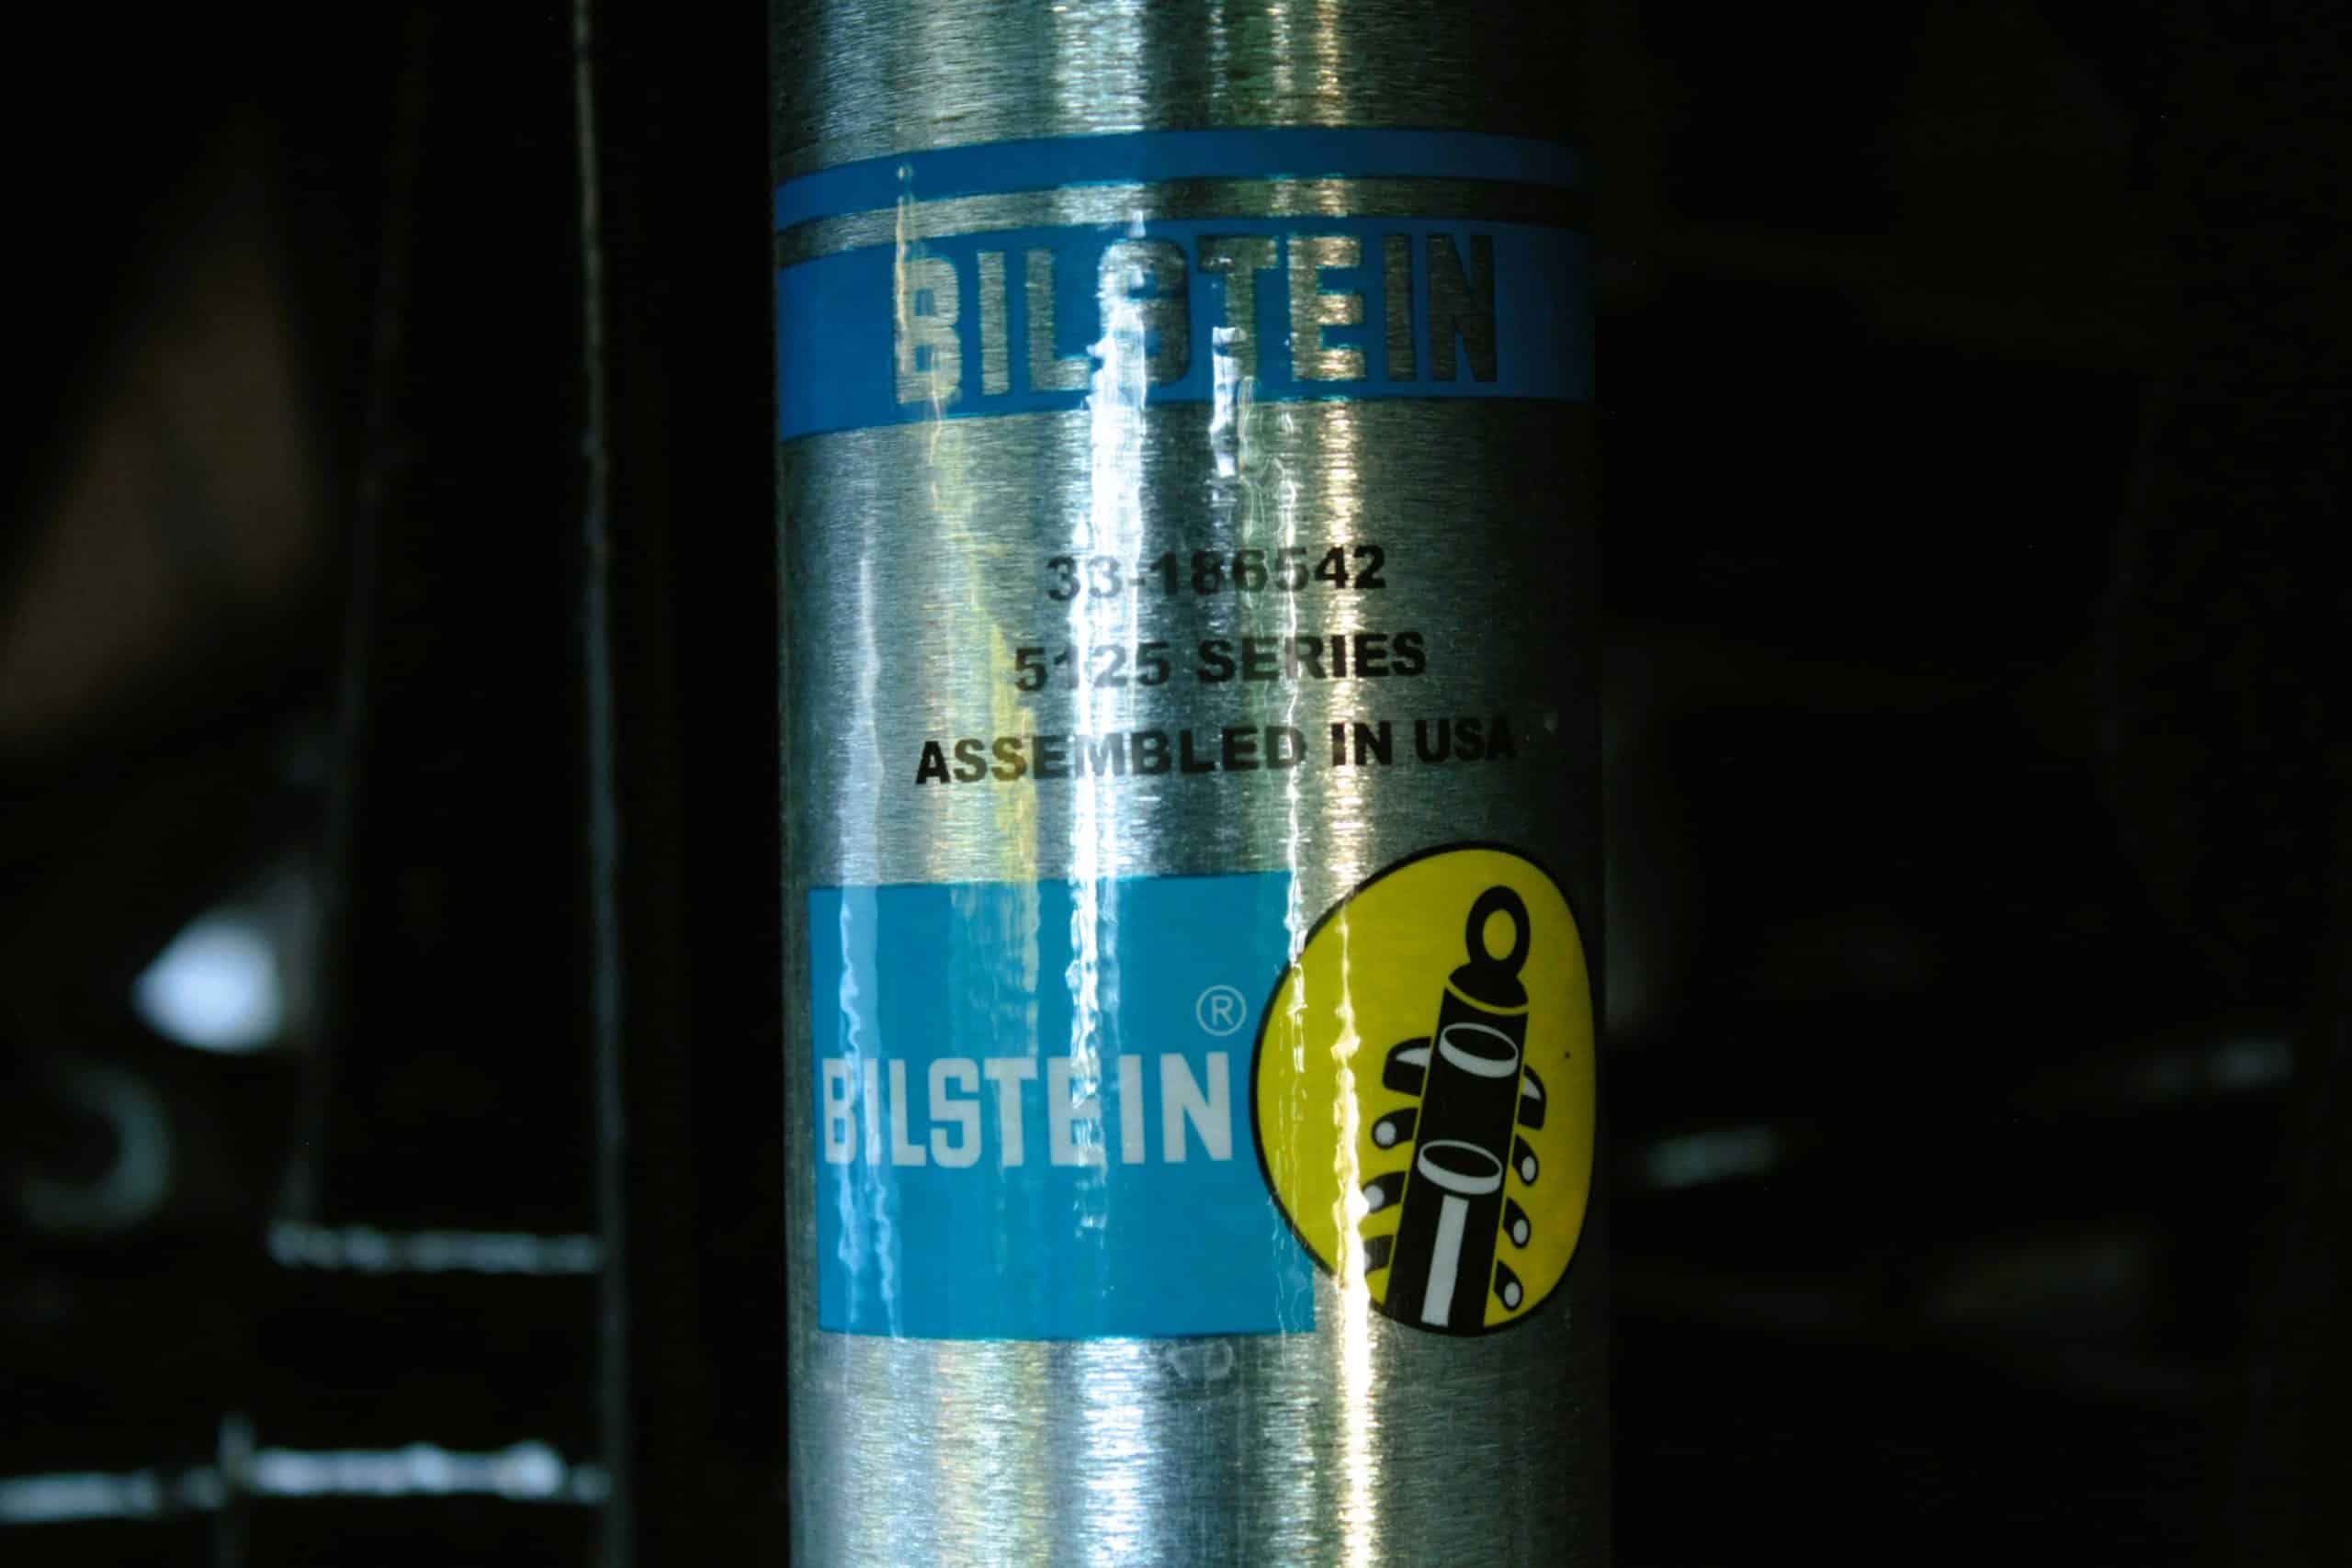 BILSTEIN
33-186542
5125 SERIES
ASSEMBLED IN USA
BILSTEIN®